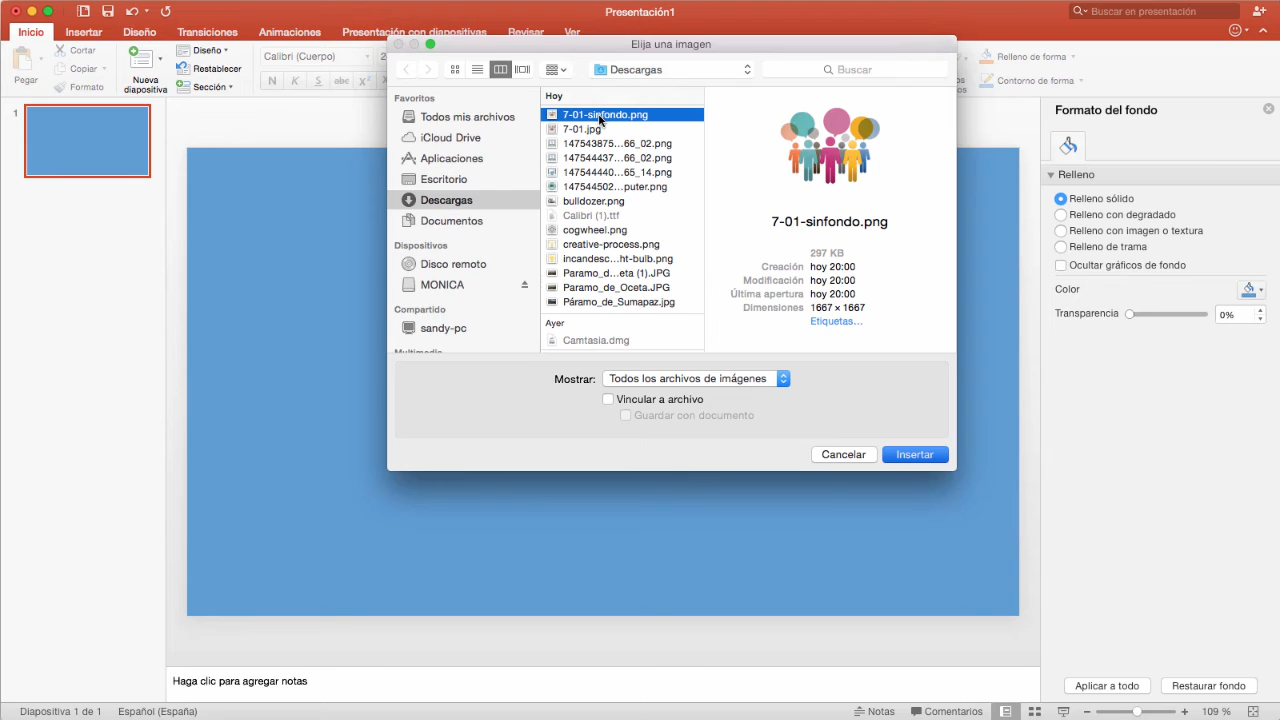 Presentación1
Buscar en presentación
Inicio
Insertar
Diseño
Transiciones
Animaciones
Presentación con diapositivas
Revisar
Ver
Pegar
Cortar
Copiar
Formato
Nueva
diapositiva
Diseño
Restablecer
Sección
Calibri (Cuerpo)
N K S abc
Relleno de forma
Contorno de forma
Elija una imagen
Descargas
Buscar
Favoritos
Todos mis archivos
iCloud Drive
Aplicaciones
Escritorio
Descargas
Documentos
Dispositivos
Disco remoto
MONICA
Compartido
sandy-pc
Multimedia
Hoy
7-01-sinfondo.png
7-01.jpg
147543875...66_02.png
147544437...66_02.png
147544440...65_14.png
147544502...puter.png
bulldozer.png
Calibri (1).ttf
cogwheel.png
creative-process.png
incandesc...ht-bulb.png
Paramo_d...eta (1).JPG
Paramo_de_Oceta.JPG
Páramo_de_Sumapaz.jpg
Ayer
Camtasia.dmg
7-01-sinfondo.png
297 KB
Creación hoy 20:00
Modificación hoy 20:00
Última apertura hoy 20:00
Dimensiones 1667 × 1667
Etiquetas...
Mostrar: Todos los archivos de imágenes
Vincular a archivo
Guardar con documento
Cancelar
Insertar
Formato del fondo
Relleno
Relleno sólido
Relleno con degradado
Relleno con imagen o textura
Relleno de trama
Ocultar gráficos de fondo
Color
Transparencia 0%
Aplicar a todo
Restaurar fondo
1
Haga clic para agregar notas
Diapositiva 1 de 1
Español (España)
Notas
Comentarios
109 %